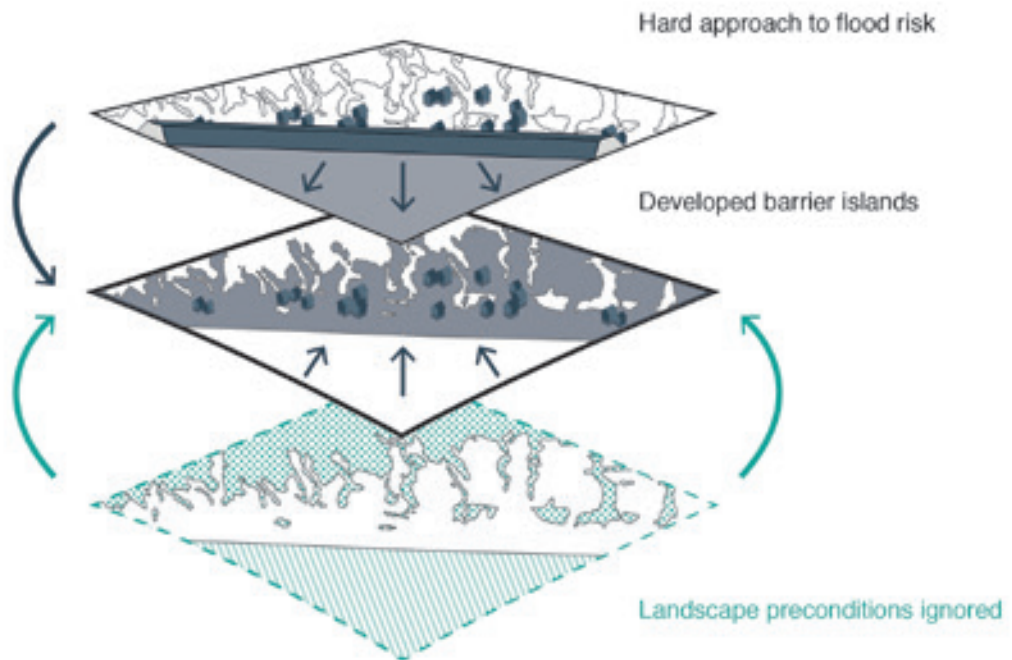 Hard approach to flood risk
Developed barrier islands
Landscape preconditions ignored